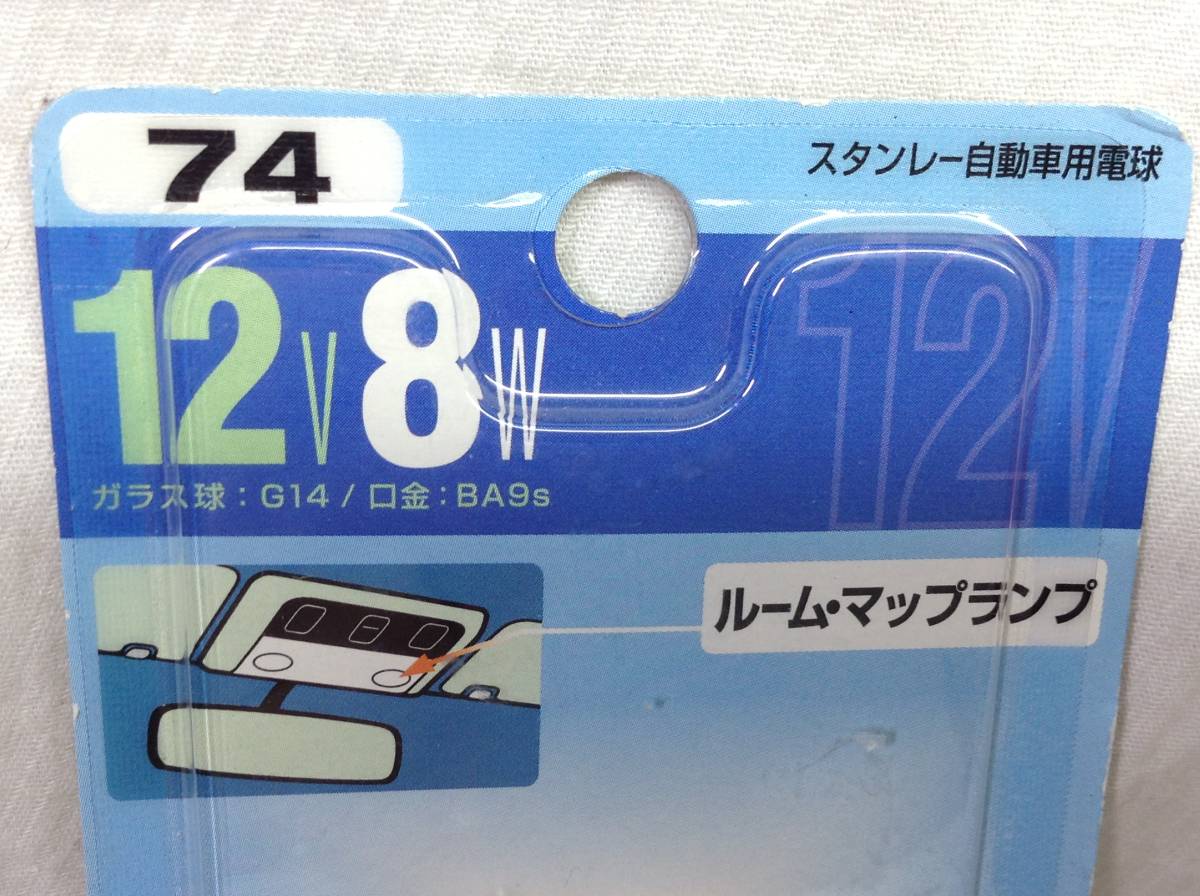 74
スタンレー自動車用電球
12V 8W
12V
ガラス球：G14 / 口金：BA9s
ルーム・マップランプ